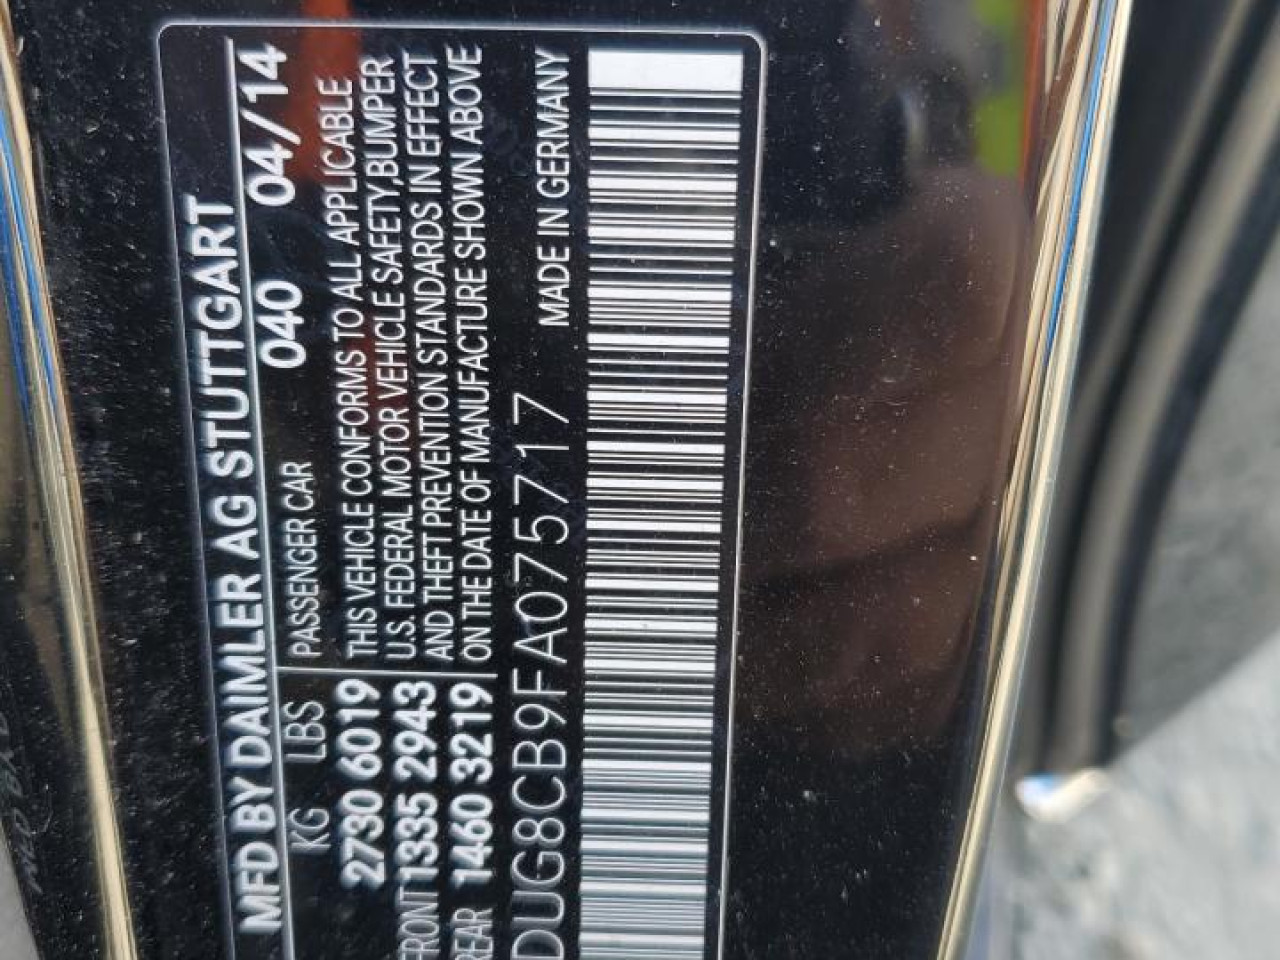 MFD BY DAIMLER AG STUTTGART
KG LBS PASSENGER CAR 040 04/14
2730 6019
FRONT 1335 2943
REAR 1460 3219
THIS VEHICLE CONFORMS TO ALL APPLICABLE
U.S. FEDERAL MOTOR VEHICLE SAFETY,BUMPER
AND THEFT PREVENTION STANDARDS IN EFFECT
ON THE DATE OF MANUFACTURE SHOWN ABOVE
DUG8CB9FA075717 MADE IN GERMANY